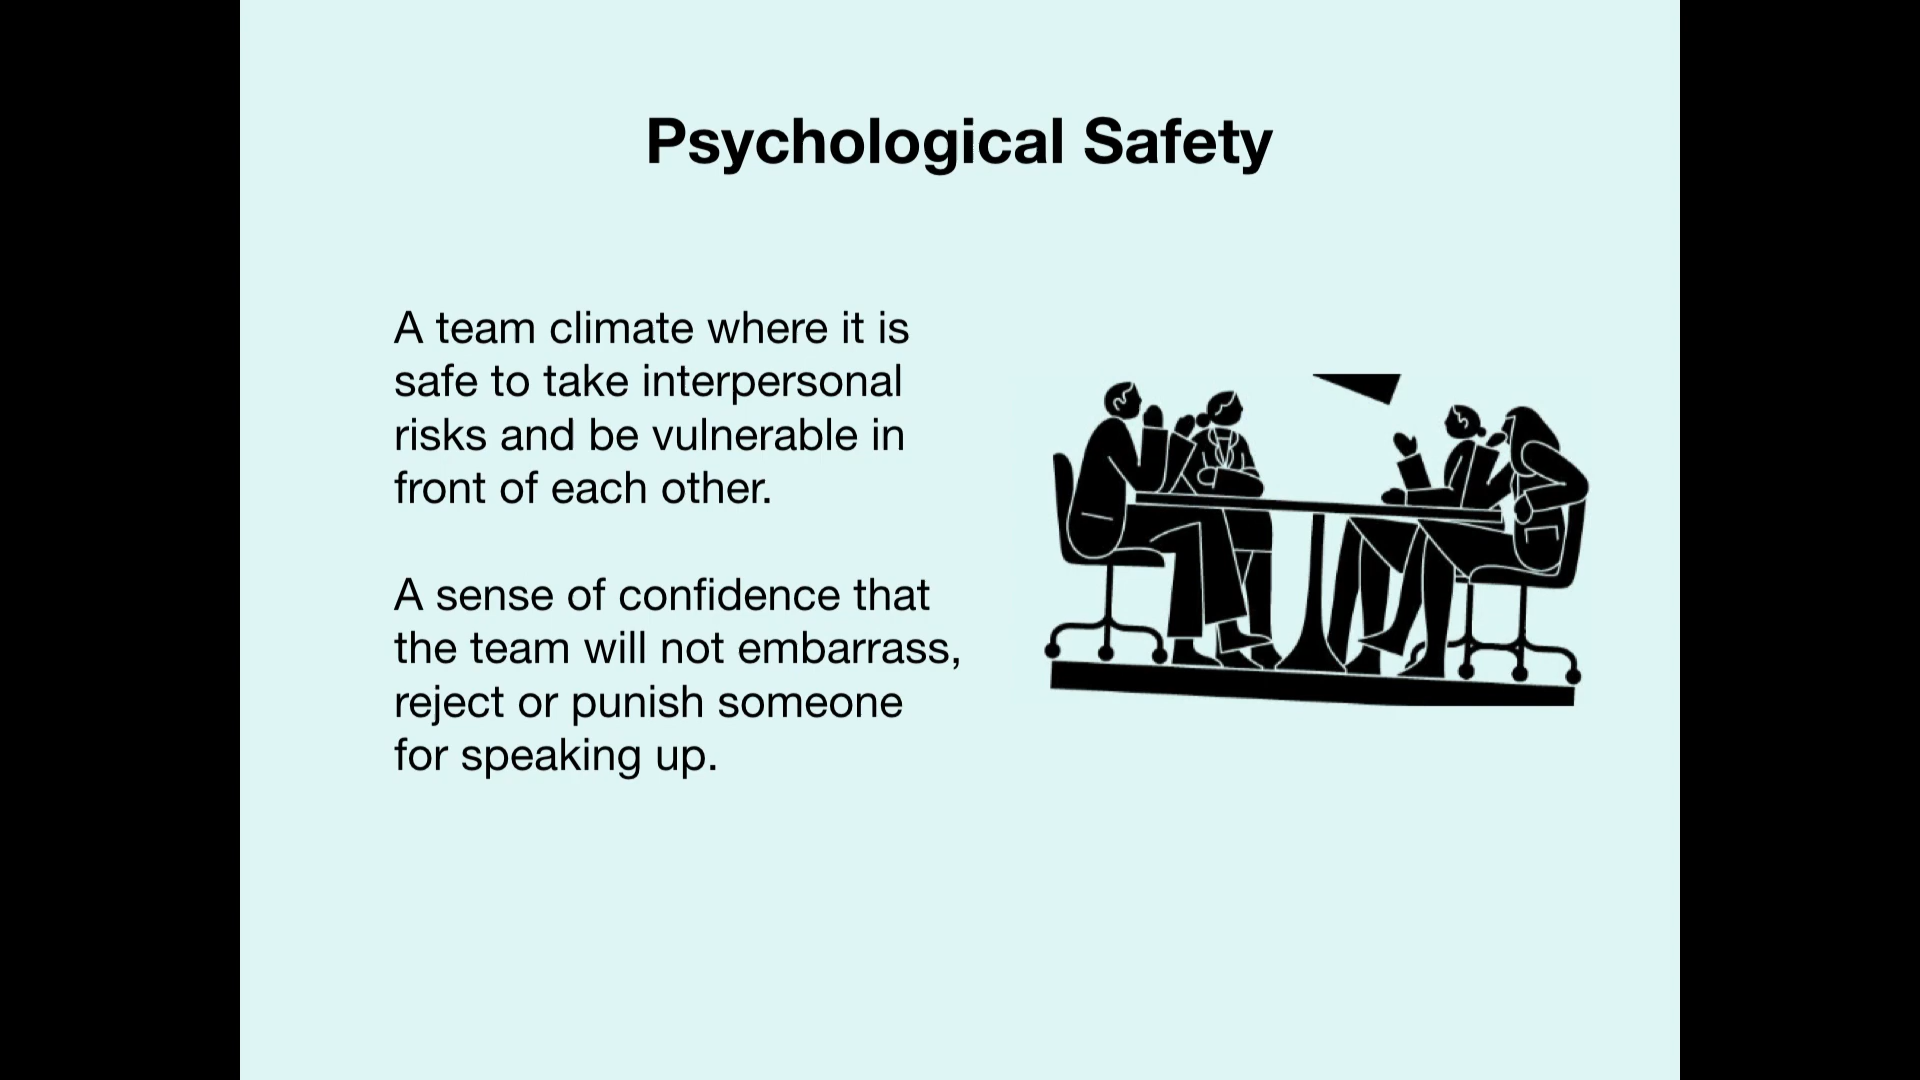 Psychological Safety
A team climate where it is
safe to take interpersonal
risks and be vulnerable in
front of each other.
A sense of confidence that
the team will not embarrass,
reject or punish someone
for speaking up.